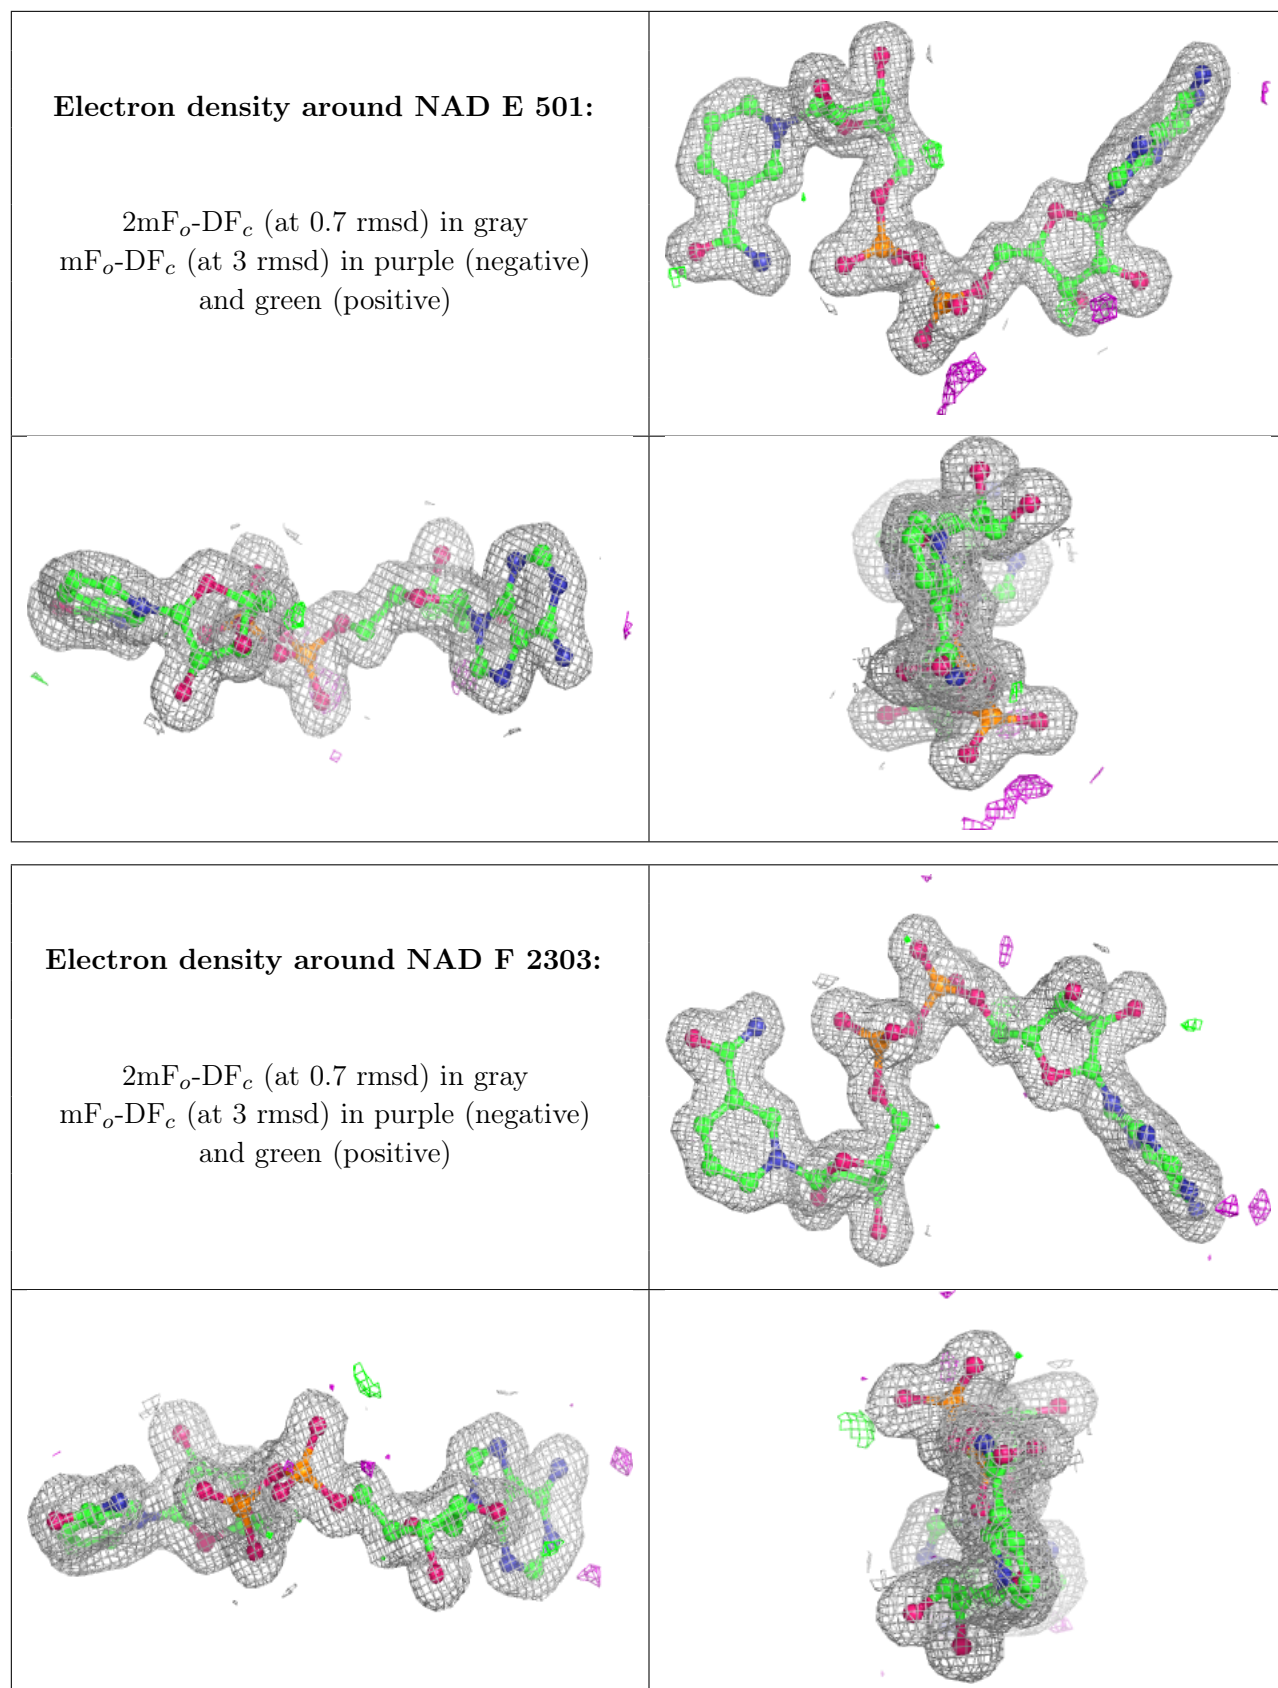 Electron density around NAD E 501:
2mFo-DFc (at 0.7 rmsd) in gray
mFo-DFc (at 3 rmsd) in purple (negative)
and green (positive)
Electron density around NAD F 2303:
2mFo-DFc (at 0.7 rmsd) in gray
mFo-DFc (at 3 rmsd) in purple (negative)
and green (positive)